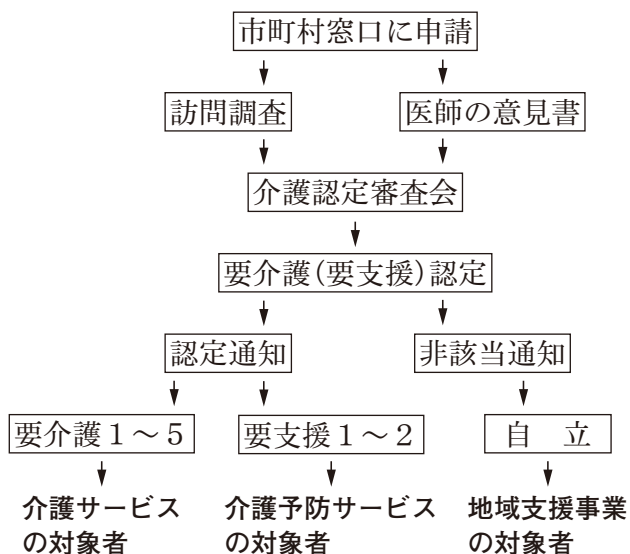 市町村窓口に申請
訪問調査
医師の意見書
介護認定審査会
要介護（要支援）認定
認定通知
非該当通知
要介護１～５
要支援１～２
自　立
介護サービス
の対象者
介護予防サービス
の対象者
地域支援事業
の対象者